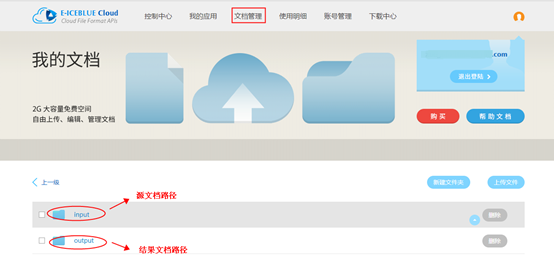 E-ICEBLUE Cloud
Cloud File Format APIs
控制中心 我的应用 文档管理 使用明细 账号管理 下载中心
我的文档
.com
退出登陆
2G 大容量免费空间
自由上传、编辑、管理文档
购买 帮助文档
上一级 新建文件夹 上传文件
源文档路径
input 删除
output 删除
结果文档路径